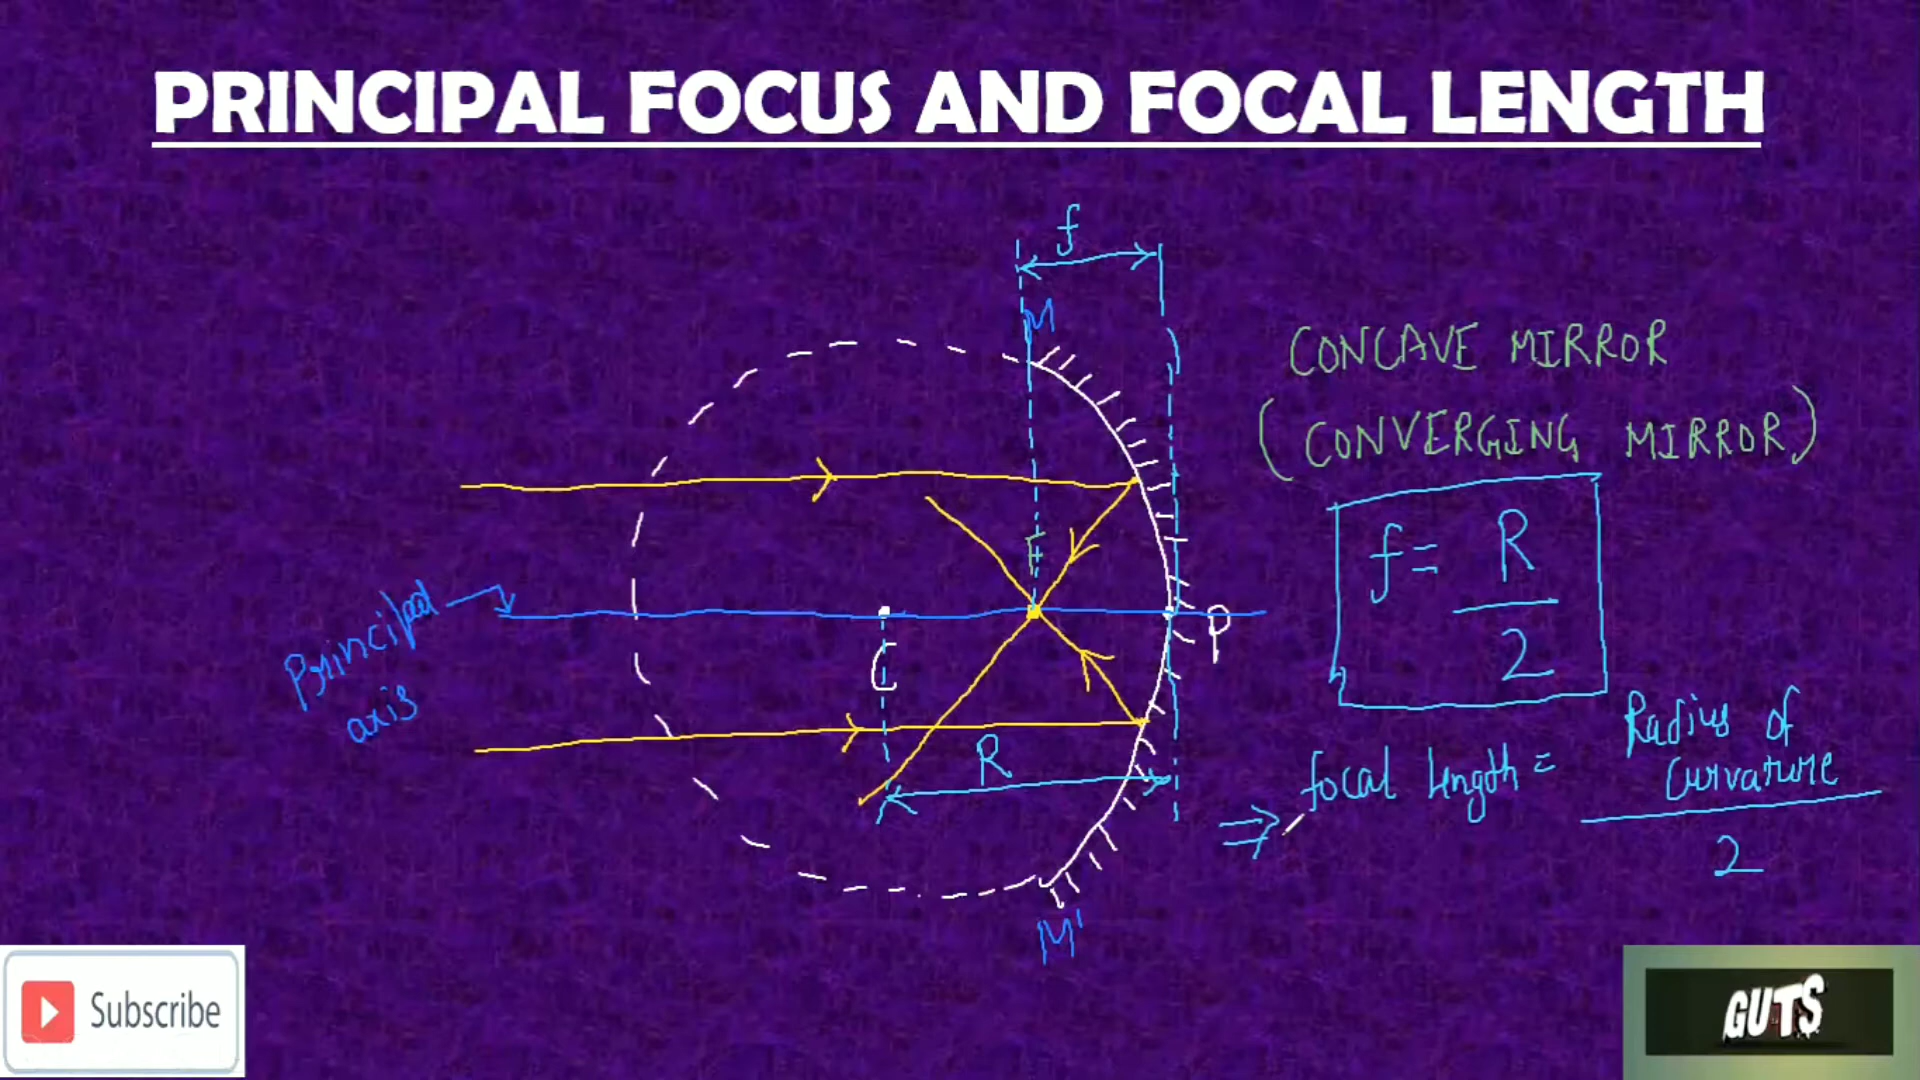 PRINCIPAL FOCUS AND FOCAL LENGTH
f
M
CONCAVE MIRROR
(CONVERGING MIRROR)
f = R
2
F
Principal
axis
C
P
R
focal length = Radius of
Curvature
2
M'
Subscribe
GUTS